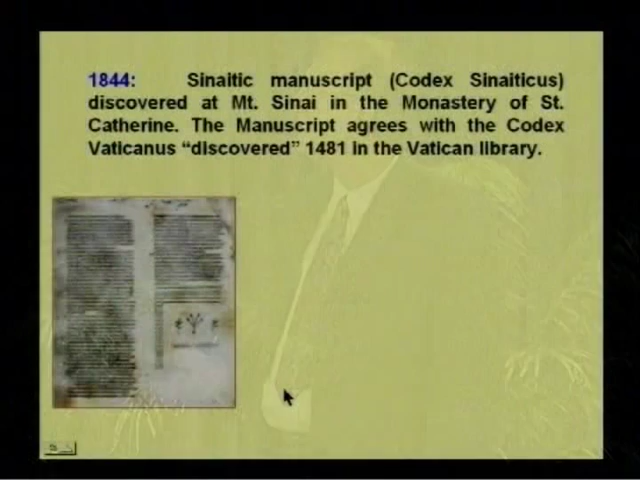 1844: Sinaitic manuscript (Codex Sinaiticus)
discovered at Mt. Sinai in the Monastery of St.
Catherine. The Manuscript agrees with the Codex
Vaticanus “discovered” 1481 in the Vatican library.